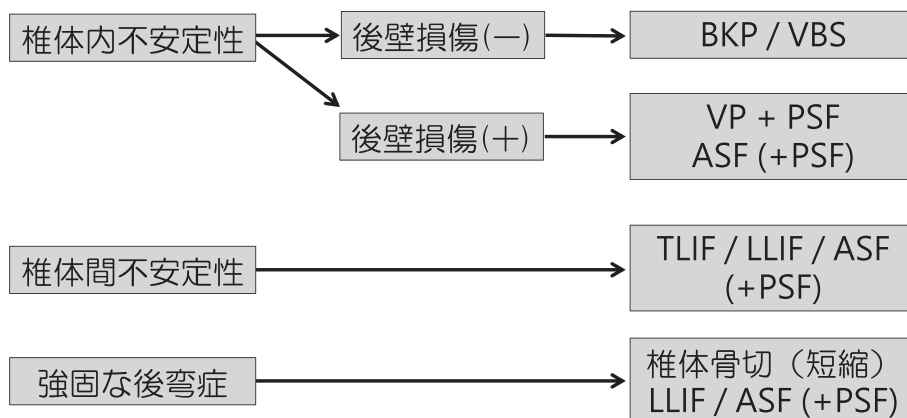 椎体内不安定性
後壁損傷(－)
BKP / VBS
後壁損傷(＋)
VP + PSF
ASF (+PSF)
椎体間不安定性
TLIF / LLIF / ASF
(+PSF)
強固な後弯症
椎体骨切（短縮）
LLIF / ASF (+PSF)